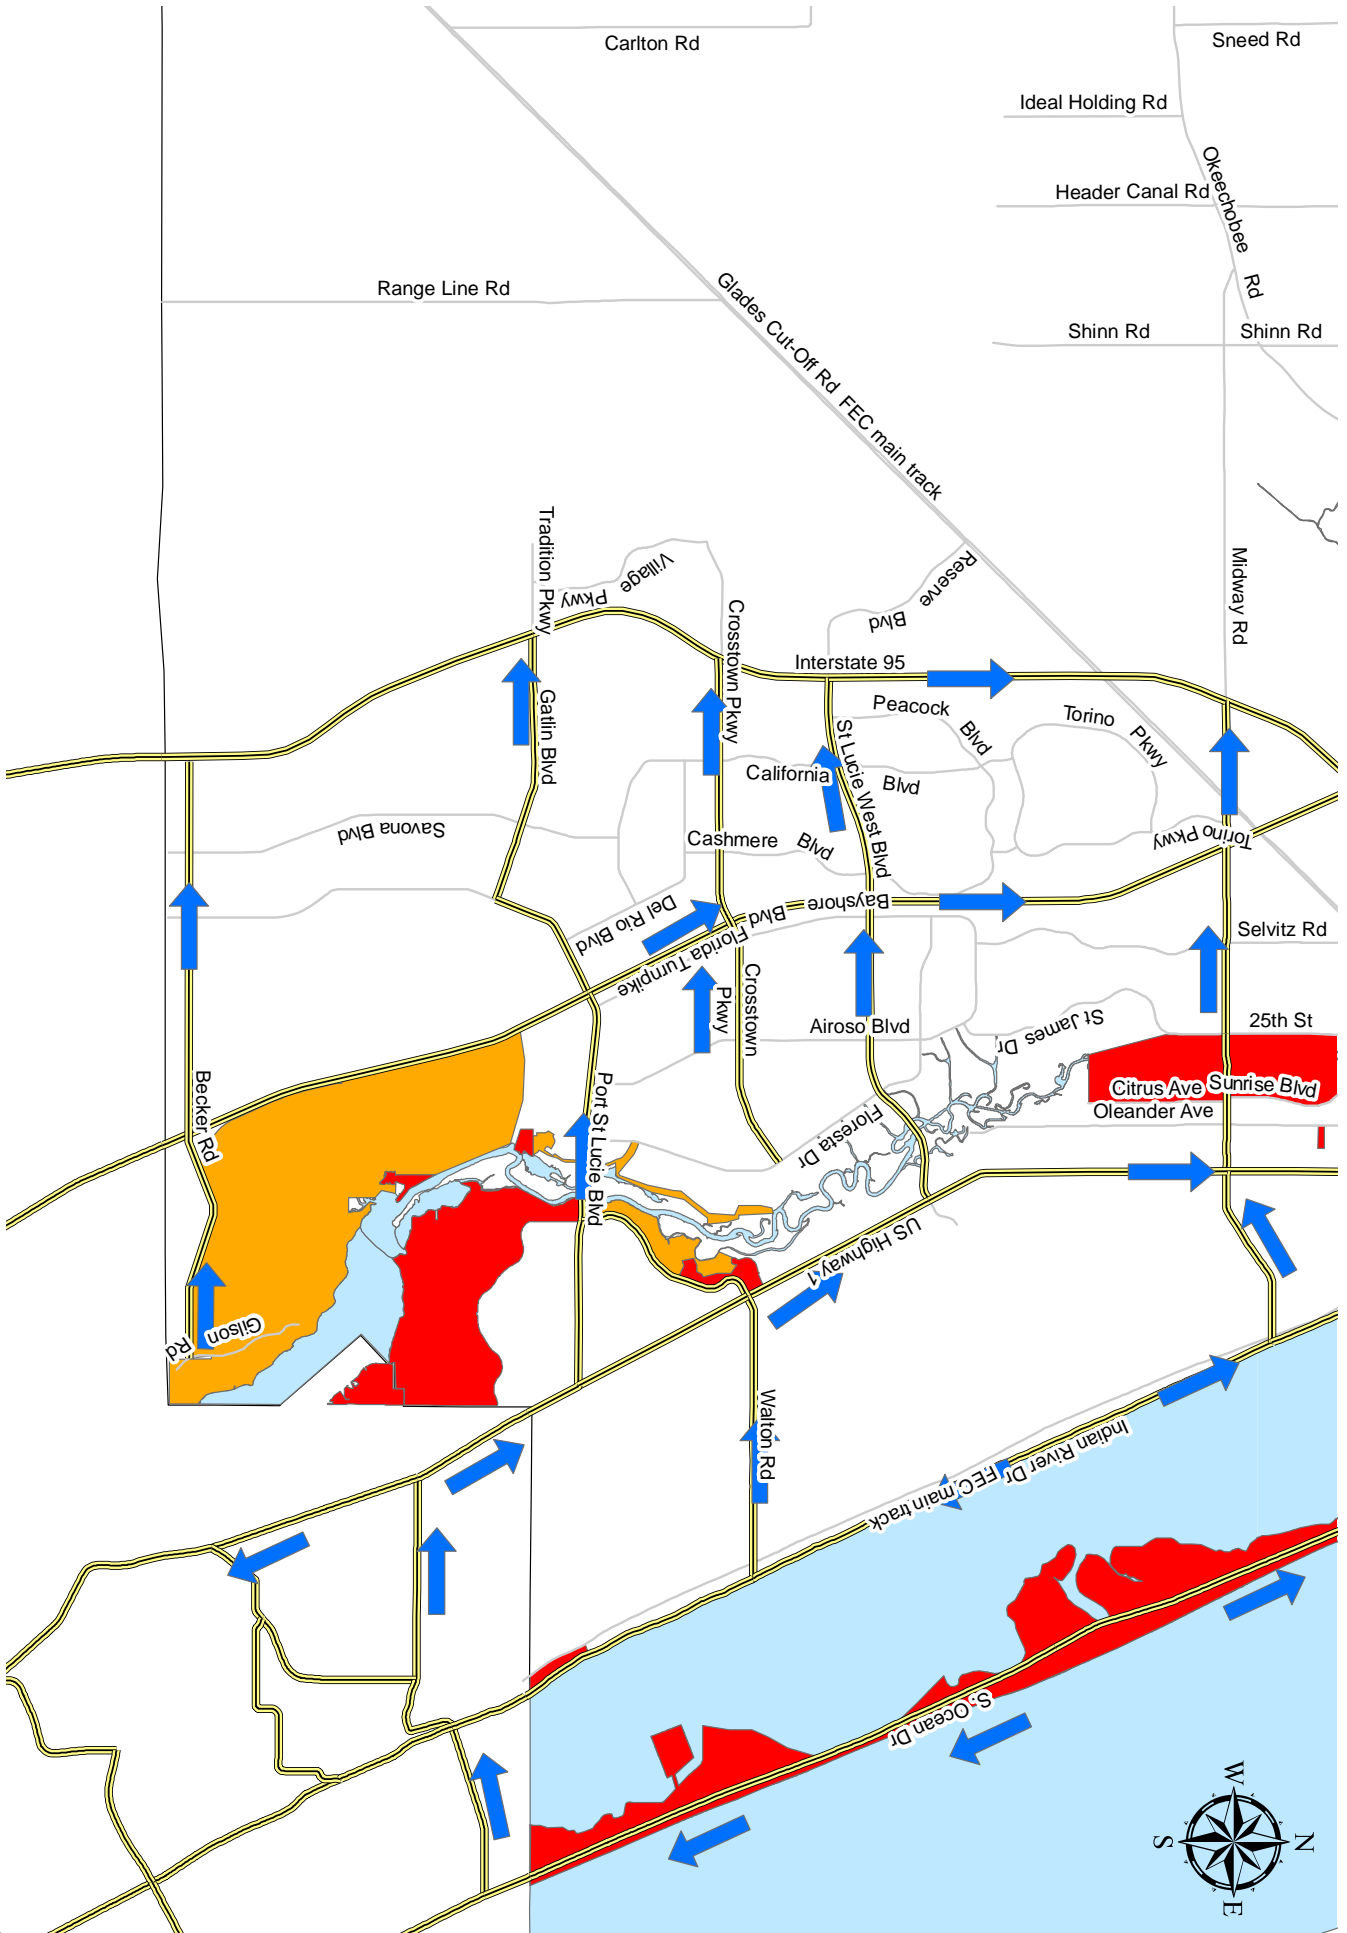 Carlton Rd
Sneed Rd
Ideal Holding Rd
Okeechobee Rd
Header Canal Rd
Range Line Rd
Glades Cut-Off Rd
FEC main track
Shinn Rd
Shinn Rd
Tradition Pkwy
Village Pkwy
Reserve Blvd
Midway Rd
Crosstown Pkwy
Interstate 95
Gatlin Blvd
Peacock Blvd
Torino Pkwy
St Lucie West Blvd
California Blvd
Savona Blvd
Cashmere Blvd
Torino Pkwy
Del Rio Blvd
Bayshore Blvd
Florida Turnpike
Selvitz Rd
Crosstown Pkwy
Airoso Blvd
St James Dr
25th St
Becker Rd
Port St Lucie Blvd
Citrus Ave
Sunrise Blvd
Oleander Ave
Floresta Dr
US Highway 1
Gilson Rd
Walton Rd
Indian River Dr
FEC main track
S. Ocean Dr
W
N
S
E